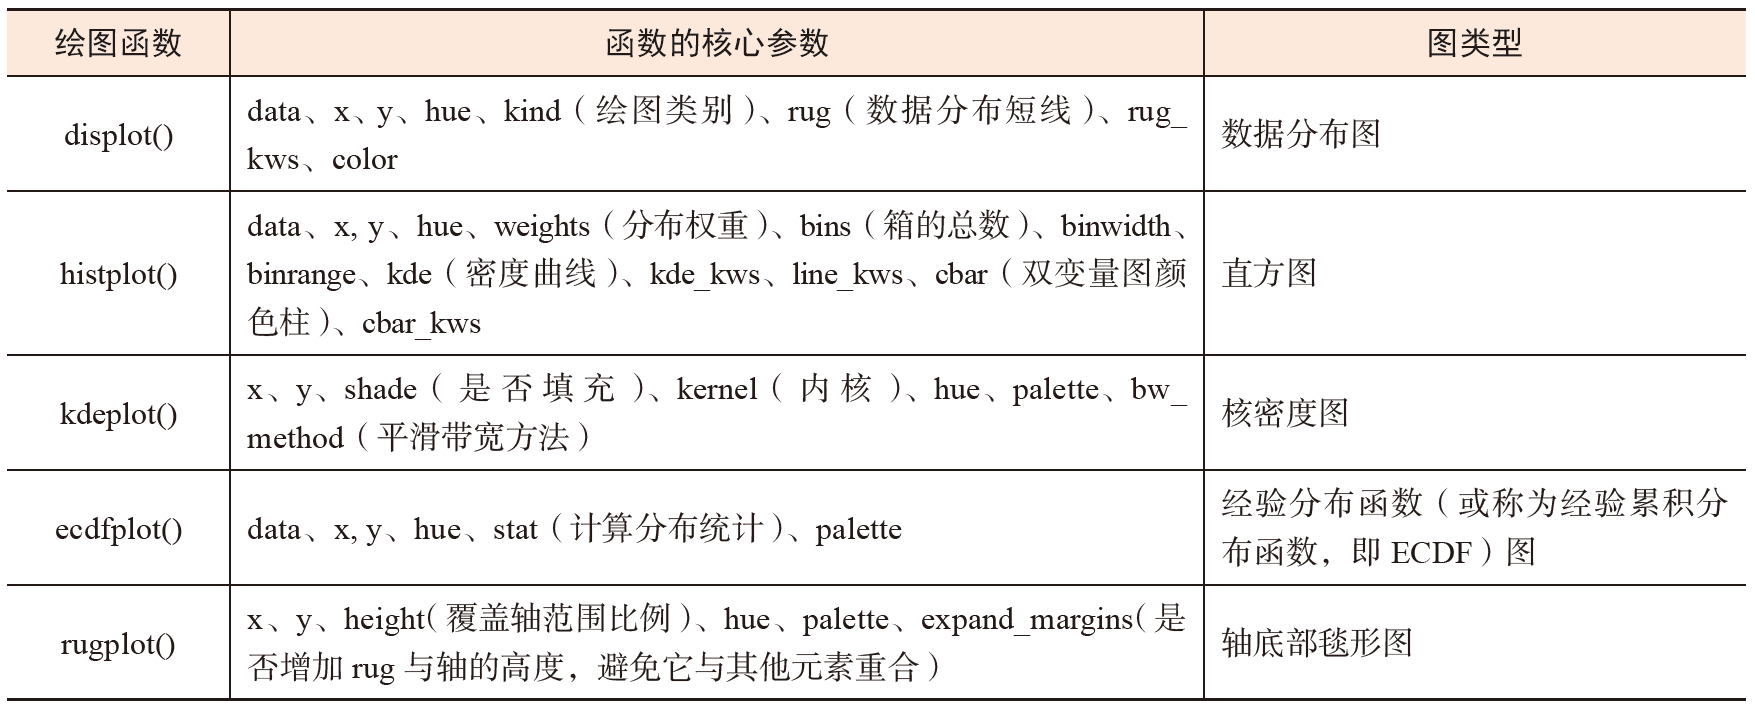 绘图函数
函数的核心参数
图类型
displot()
data、x、y、hue、kind（绘图类别）、rug（数据分布短线）、rug_
kws、color
数据分布图
histplot()
data、x, y、hue、weights（分布权重）、bins（箱的总数）、binwidth、
binrange、kde（密度曲线）、kde_kws、line_kws、cbar（双变量图颜
色柱）、cbar_kws
直方图
kdeplot()
x、y、shade（是否填充）、kernel（内核）、hue、palette、bw_
method（平滑带宽方法）
核密度图
ecdfplot()
data、x, y、hue、stat（计算分布统计）、palette
经验分布函数（或称为经验累积分
布函数，即 ECDF）图
rugplot()
x、y、height（覆盖轴范围比例）、hue、palette、expand_margins（是
否增加 rug 与轴的高度，避免它与其他元素重合）
轴底部毯形图